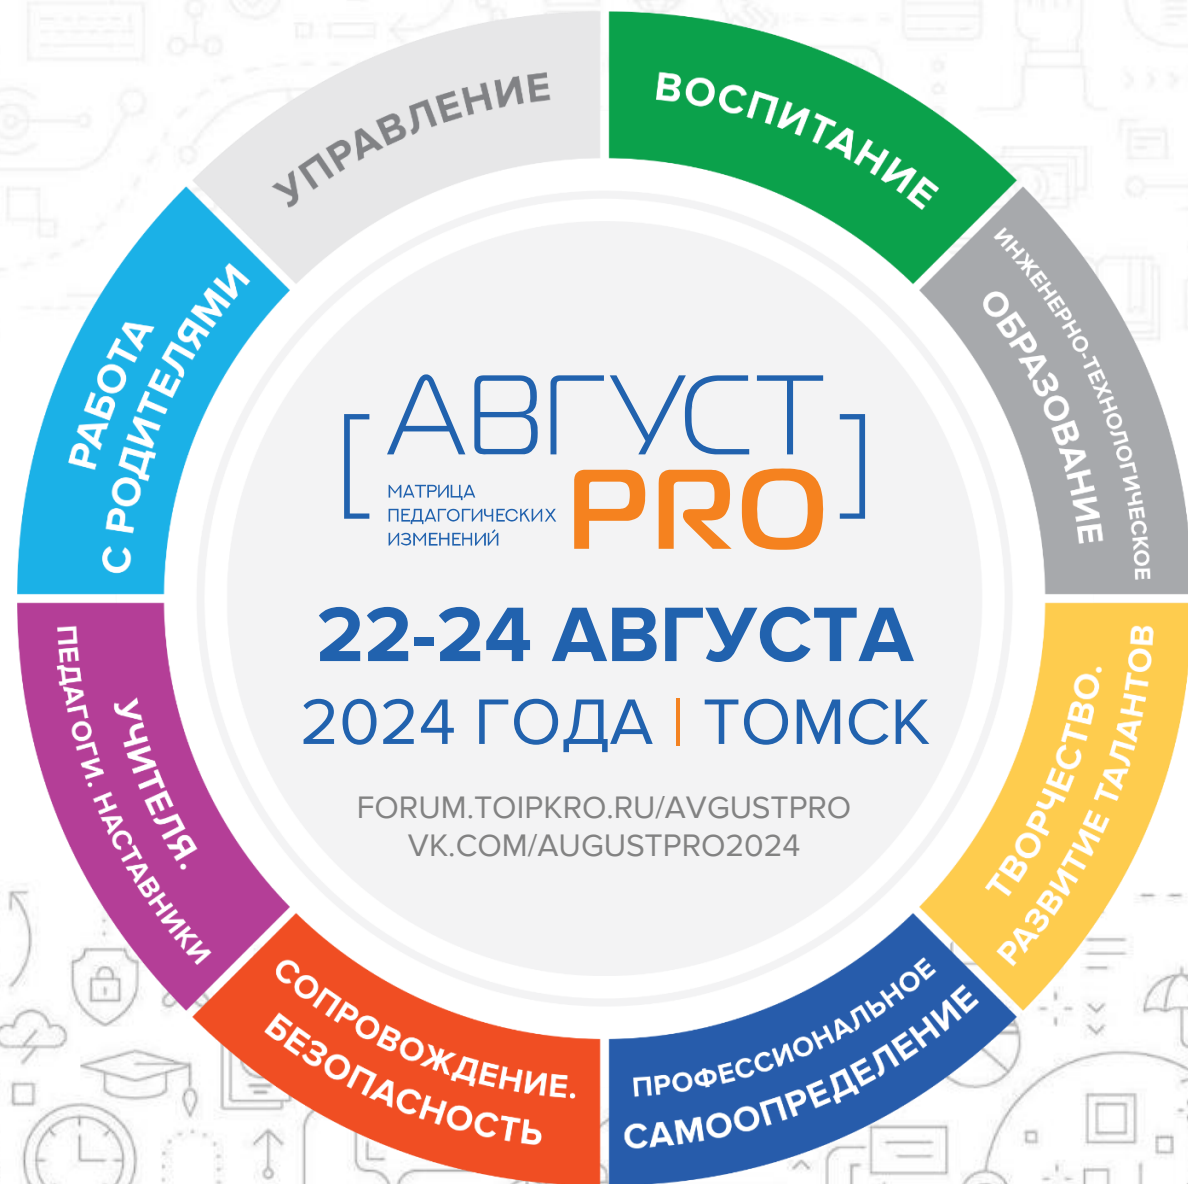 УПРАВЛЕНИЕ
ВОСПИТАНИЕ
ИНЖЕНЕРНО-ТЕХНОЛОГИЧЕСКОЕ
ОБРАЗОВАНИЕ
ТВОРЧЕСТВО.
РАЗВИТИЕ ТАЛАНТОВ
ПРОФЕССИОНАЛЬНОЕ
САМООПРЕДЕЛЕНИЕ
СОПРОВОЖДЕНИЕ.
БЕЗОПАСНОСТЬ
УЧИТЕЛЯ.
ПЕДАГОГИ. НАСТАВНИКИ
РАБОТА
С РОДИТЕЛЯМИ
[АВГУСТ
PRO]
МАТРИЦА
ПЕДАГОГИЧЕСКИХ
ИЗМЕНЕНИЙ
22-24 АВГУСТА
2024 ГОДА | ТОМСК
FORUM.TOIPKRO.RU/AVGUSTPRO
VK.COM/AUGUSTPRO2024